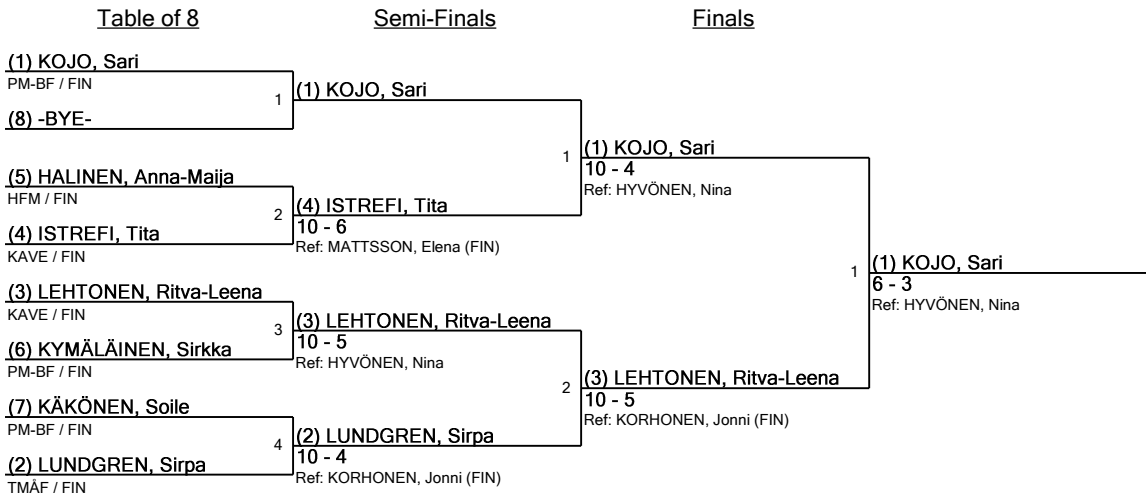 Table of 8
Semi-Finals
Finals
(1) KOJO, Sari
PM-BF / FIN
(8) -BYE-
(5) HALINEN, Anna-Maija
HFM / FIN
(4) ISTREFI, Tita
KAVE / FIN
(3) LEHTONEN, Ritva-Leena
KAVE / FIN
(6) KYMÄLÄINEN, Sirkka
PM-BF / FIN
(7) KÄKÖNEN, Soile
PM-BF / FIN
(2) LUNDGREN, Sirpa
TMÅF / FIN
1
(1) KOJO, Sari
2
(4) ISTREFI, Tita
10 - 6
Ref: MATTSSON, Elena (FIN)
3
(3) LEHTONEN, Ritva-Leena
10 - 5
Ref: HYVÖNEN, Nina
4
(2) LUNDGREN, Sirpa
10 - 4
Ref: KORHONEN, Jonni (FIN)
1
(1) KOJO, Sari
10 - 4
Ref: HYVÖNEN, Nina
2
(3) LEHTONEN, Ritva-Leena
10 - 5
Ref: KORHONEN, Jonni (FIN)
1
(1) KOJO, Sari
6 - 3
Ref: HYVÖNEN, Nina